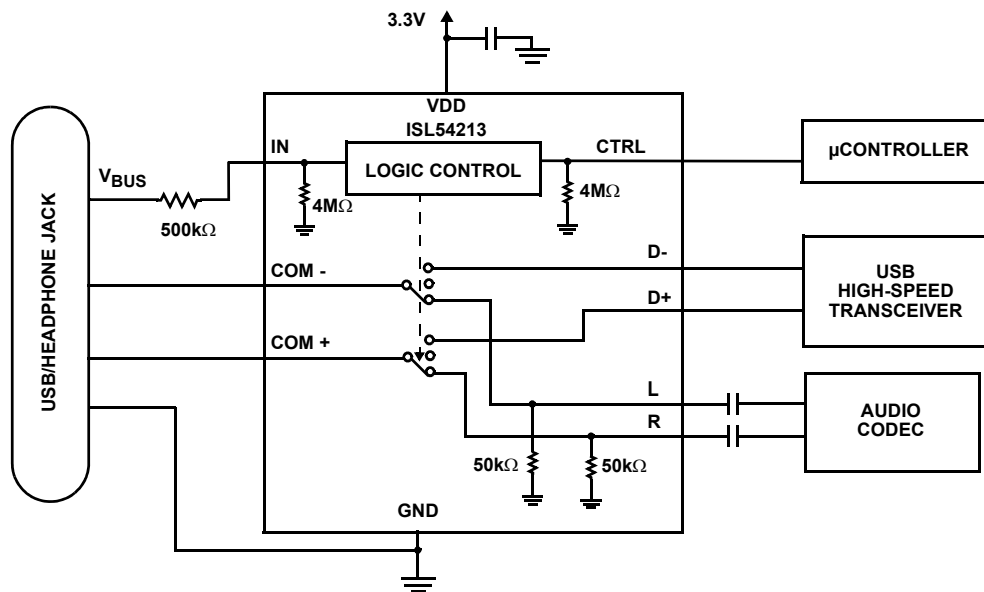 3.3V
VDD
ISL54213
IN
CTRL
LOGIC CONTROL
µCONTROLLER
VBUS
500kΩ
4MΩ
4MΩ
USB/HEADPHONE JACK
COM -
COM +
D-
D+
USB
HIGH-SPEED
TRANSCEIVER
L
R
AUDIO
CODEC
50kΩ
50kΩ
GND